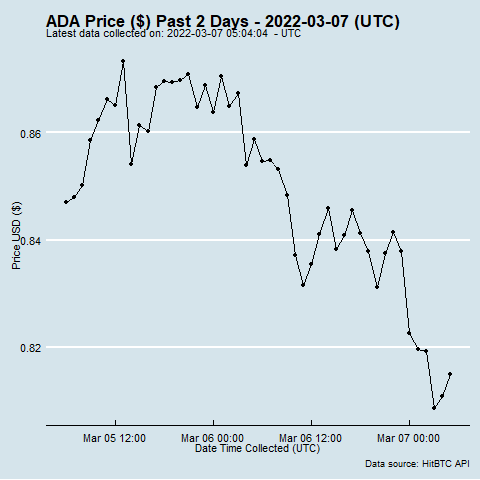 ADA Price ($) Past 2 Days - 2022-03-07 (UTC)
Latest data collected on: 2022-03-07 05:04:04 - UTC
0.86
0.84
0.82
Price USD ($)
Mar 05 12:00 Mar 06 00:00 Mar 06 12:00 Mar 07 00:00
Date Time Collected (UTC)
Data source: HitBTC API